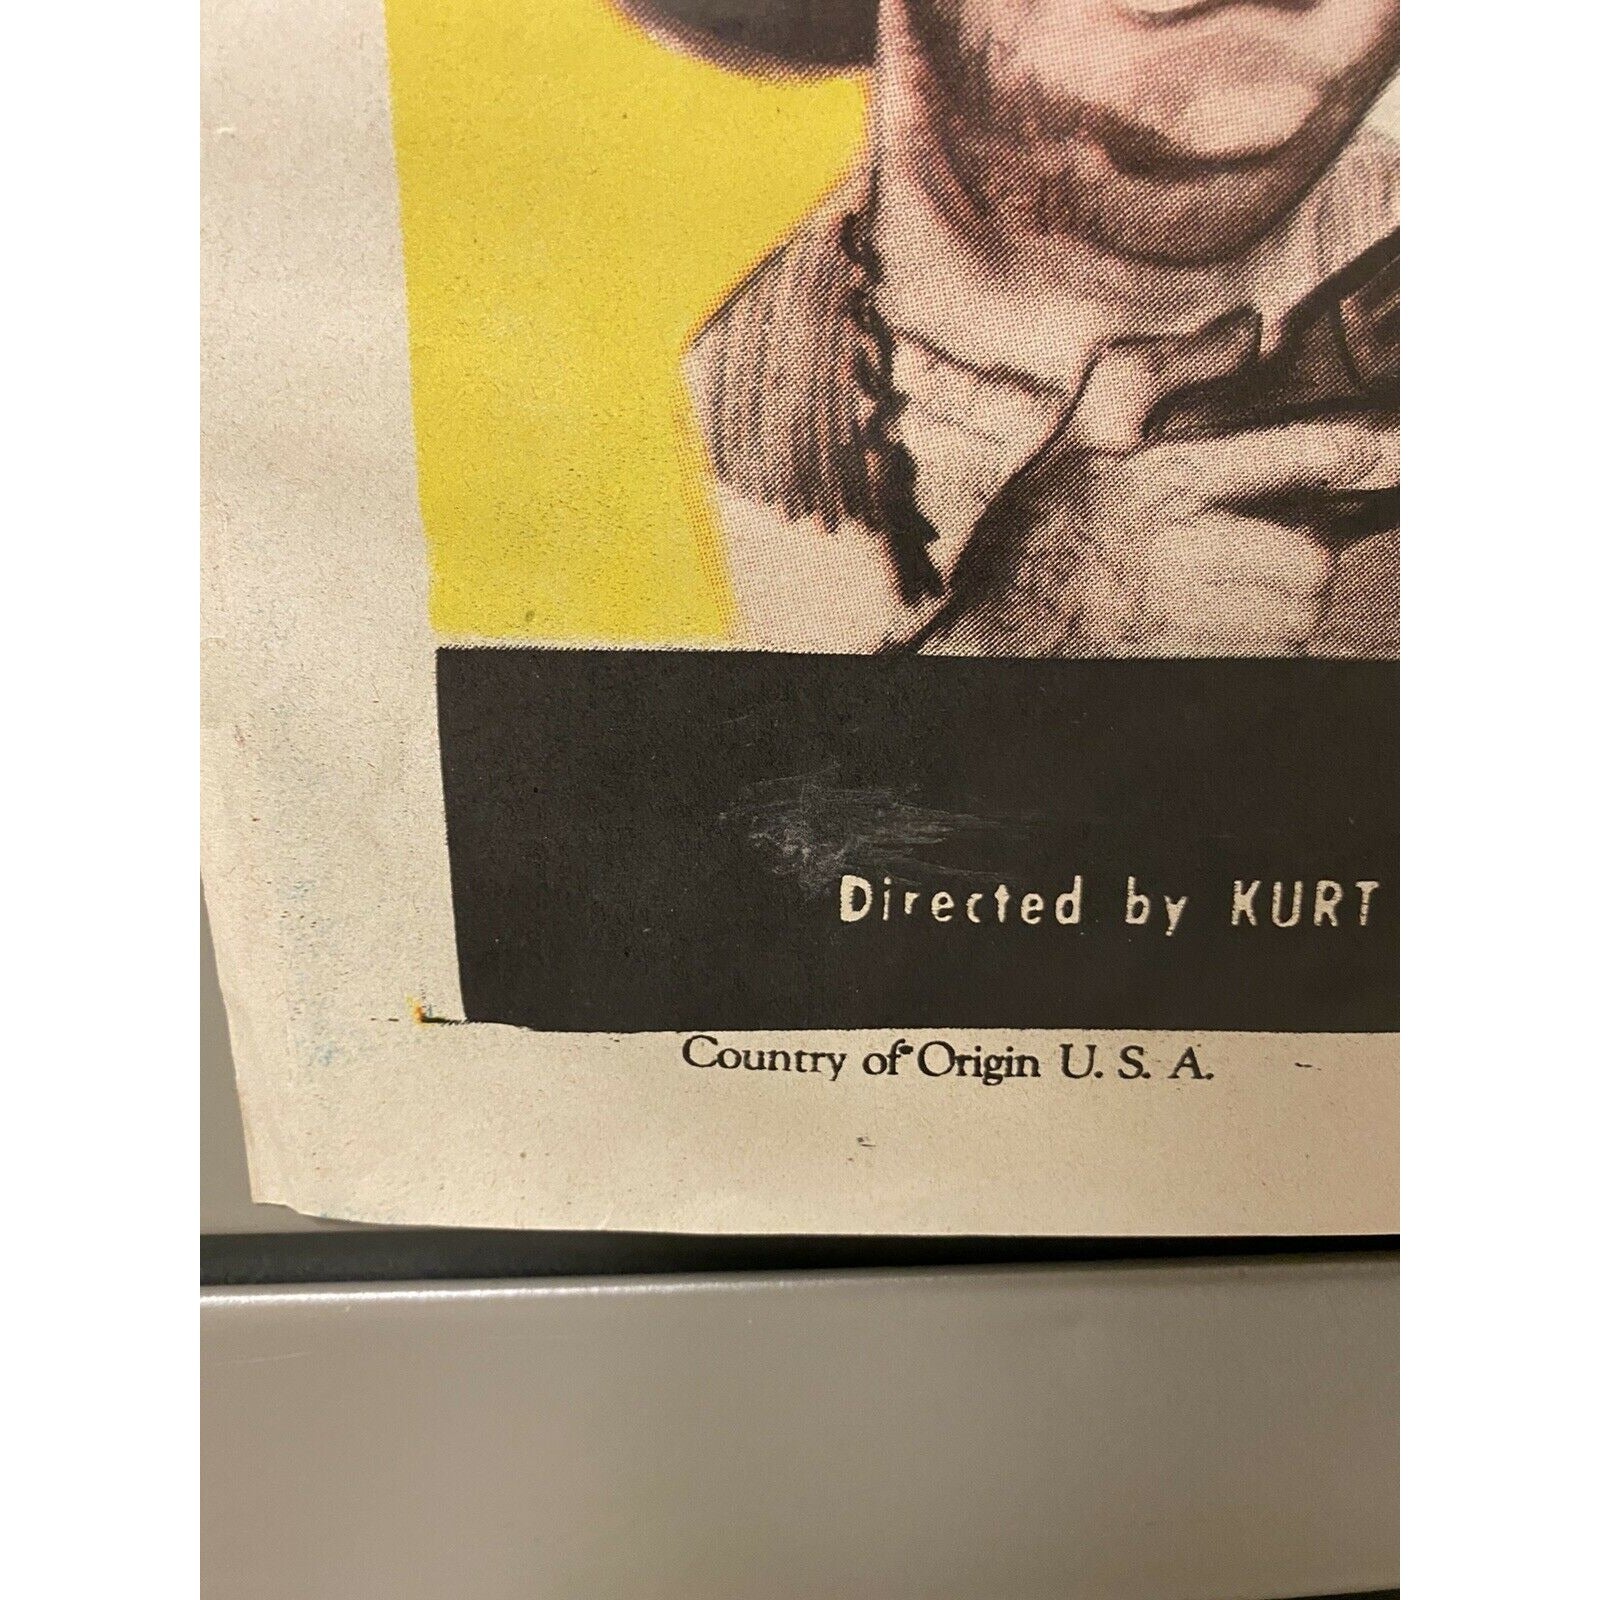 Directed by KURT
Country of Origin U. S. A.